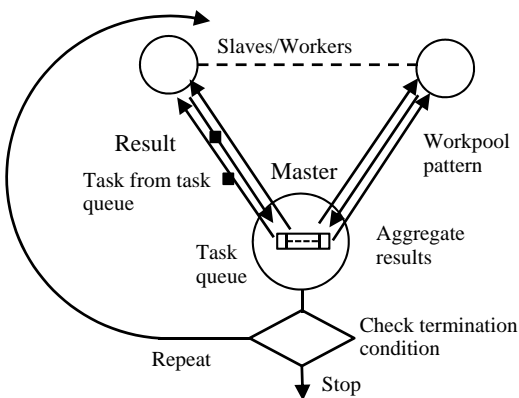 Slaves/Workers
Result
Workpool
pattern
Master
Task from task
queue
Task
queue
Aggregate
results
Check termination
condition
Repeat
Stop